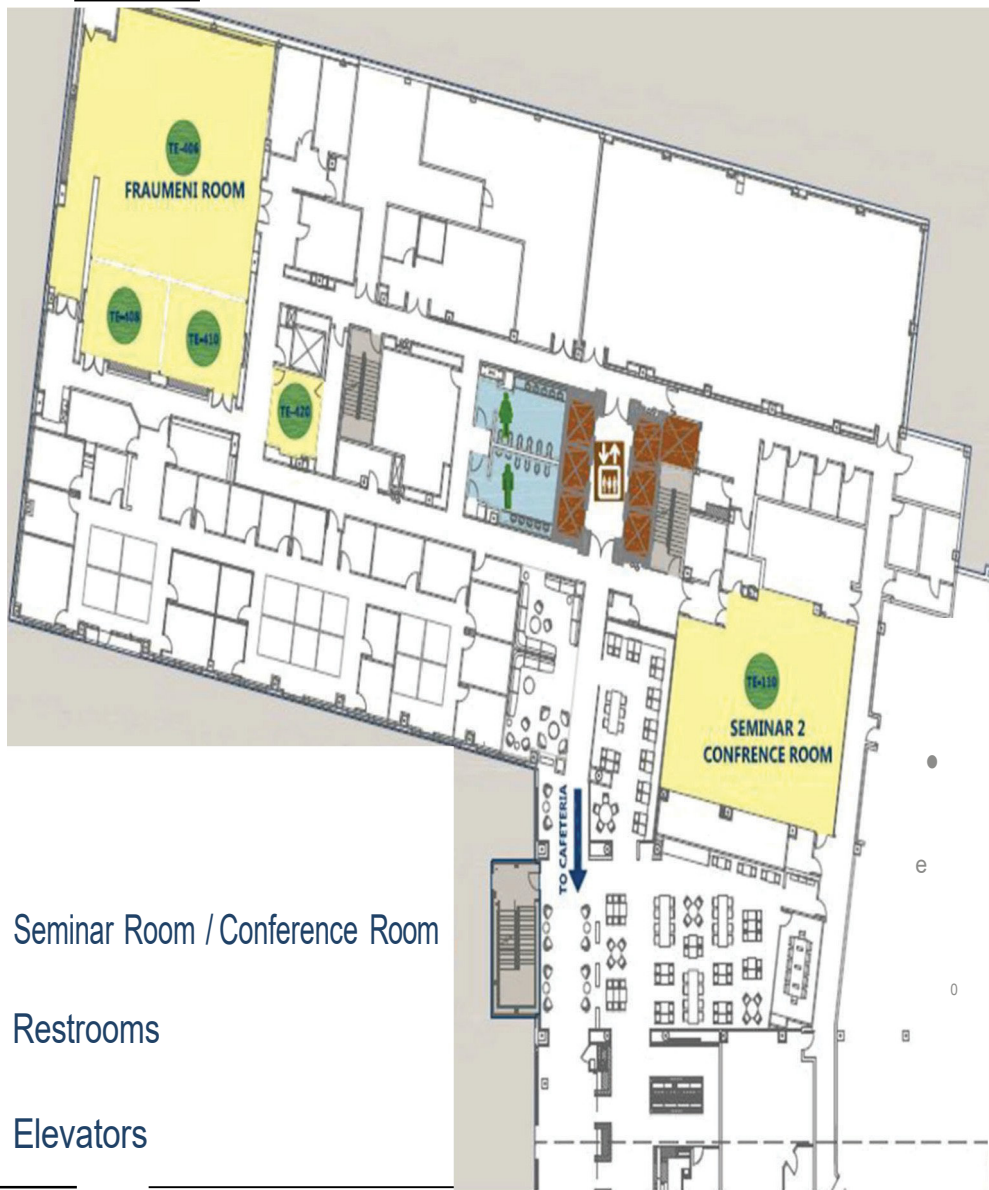 TE-406
FRAUMENI ROOM
TE-408
TE-410
TE-420
TE-110
SEMINAR 2
CONFRENCE ROOM
TO CAFETERIA
e
0
Seminar Room / Conference Room
Restrooms
Elevators